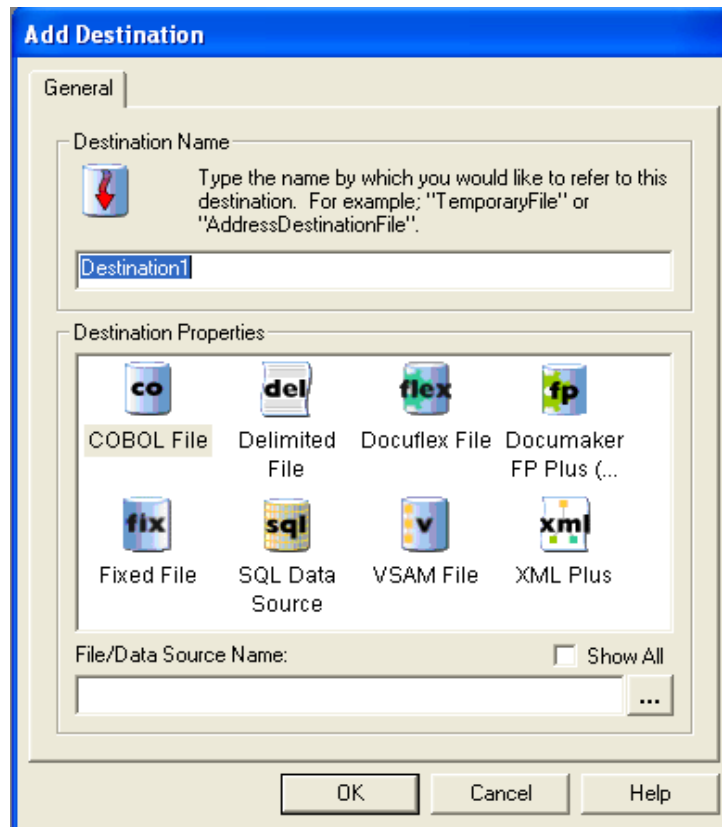 Add Destination
General
Destination Name
Type the name by which you would like to refer to this
destination. For example; "TemporaryFile" or
"AddressDestinationFile".
Destination1
Destination Properties
co
del
flex
fp
COBOL File
Delimited
File
Docuflex File
Documaker
FP Plus (...
fix
sql
v
xml
Fixed File
SQL Data
Source
VSAM File
XML Plus
File/Data Source Name:
Show All
...
OK
Cancel
Help